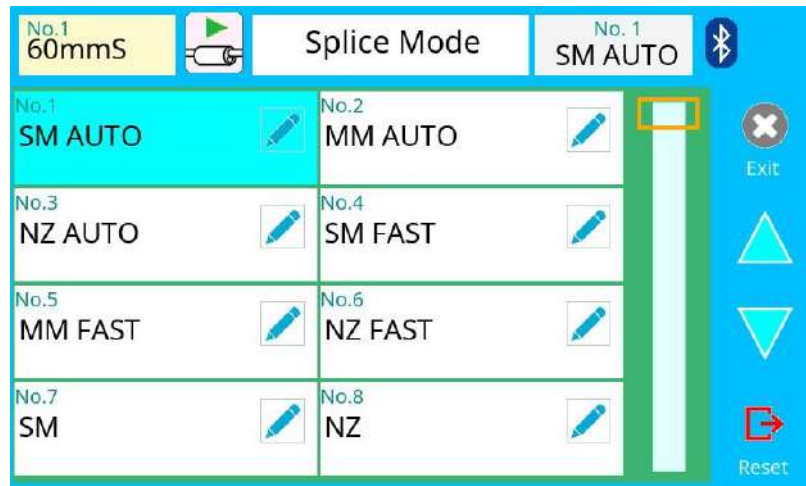 No.1
60mmS
Splice Mode
No. 1
SM AUTO
No.1
SM AUTO
No.2
MM AUTO
No.3
NZ AUTO
No.4
SM FAST
No.5
MM FAST
No.6
NZ FAST
No.7
SM
No.8
NZ
Exit
Reset